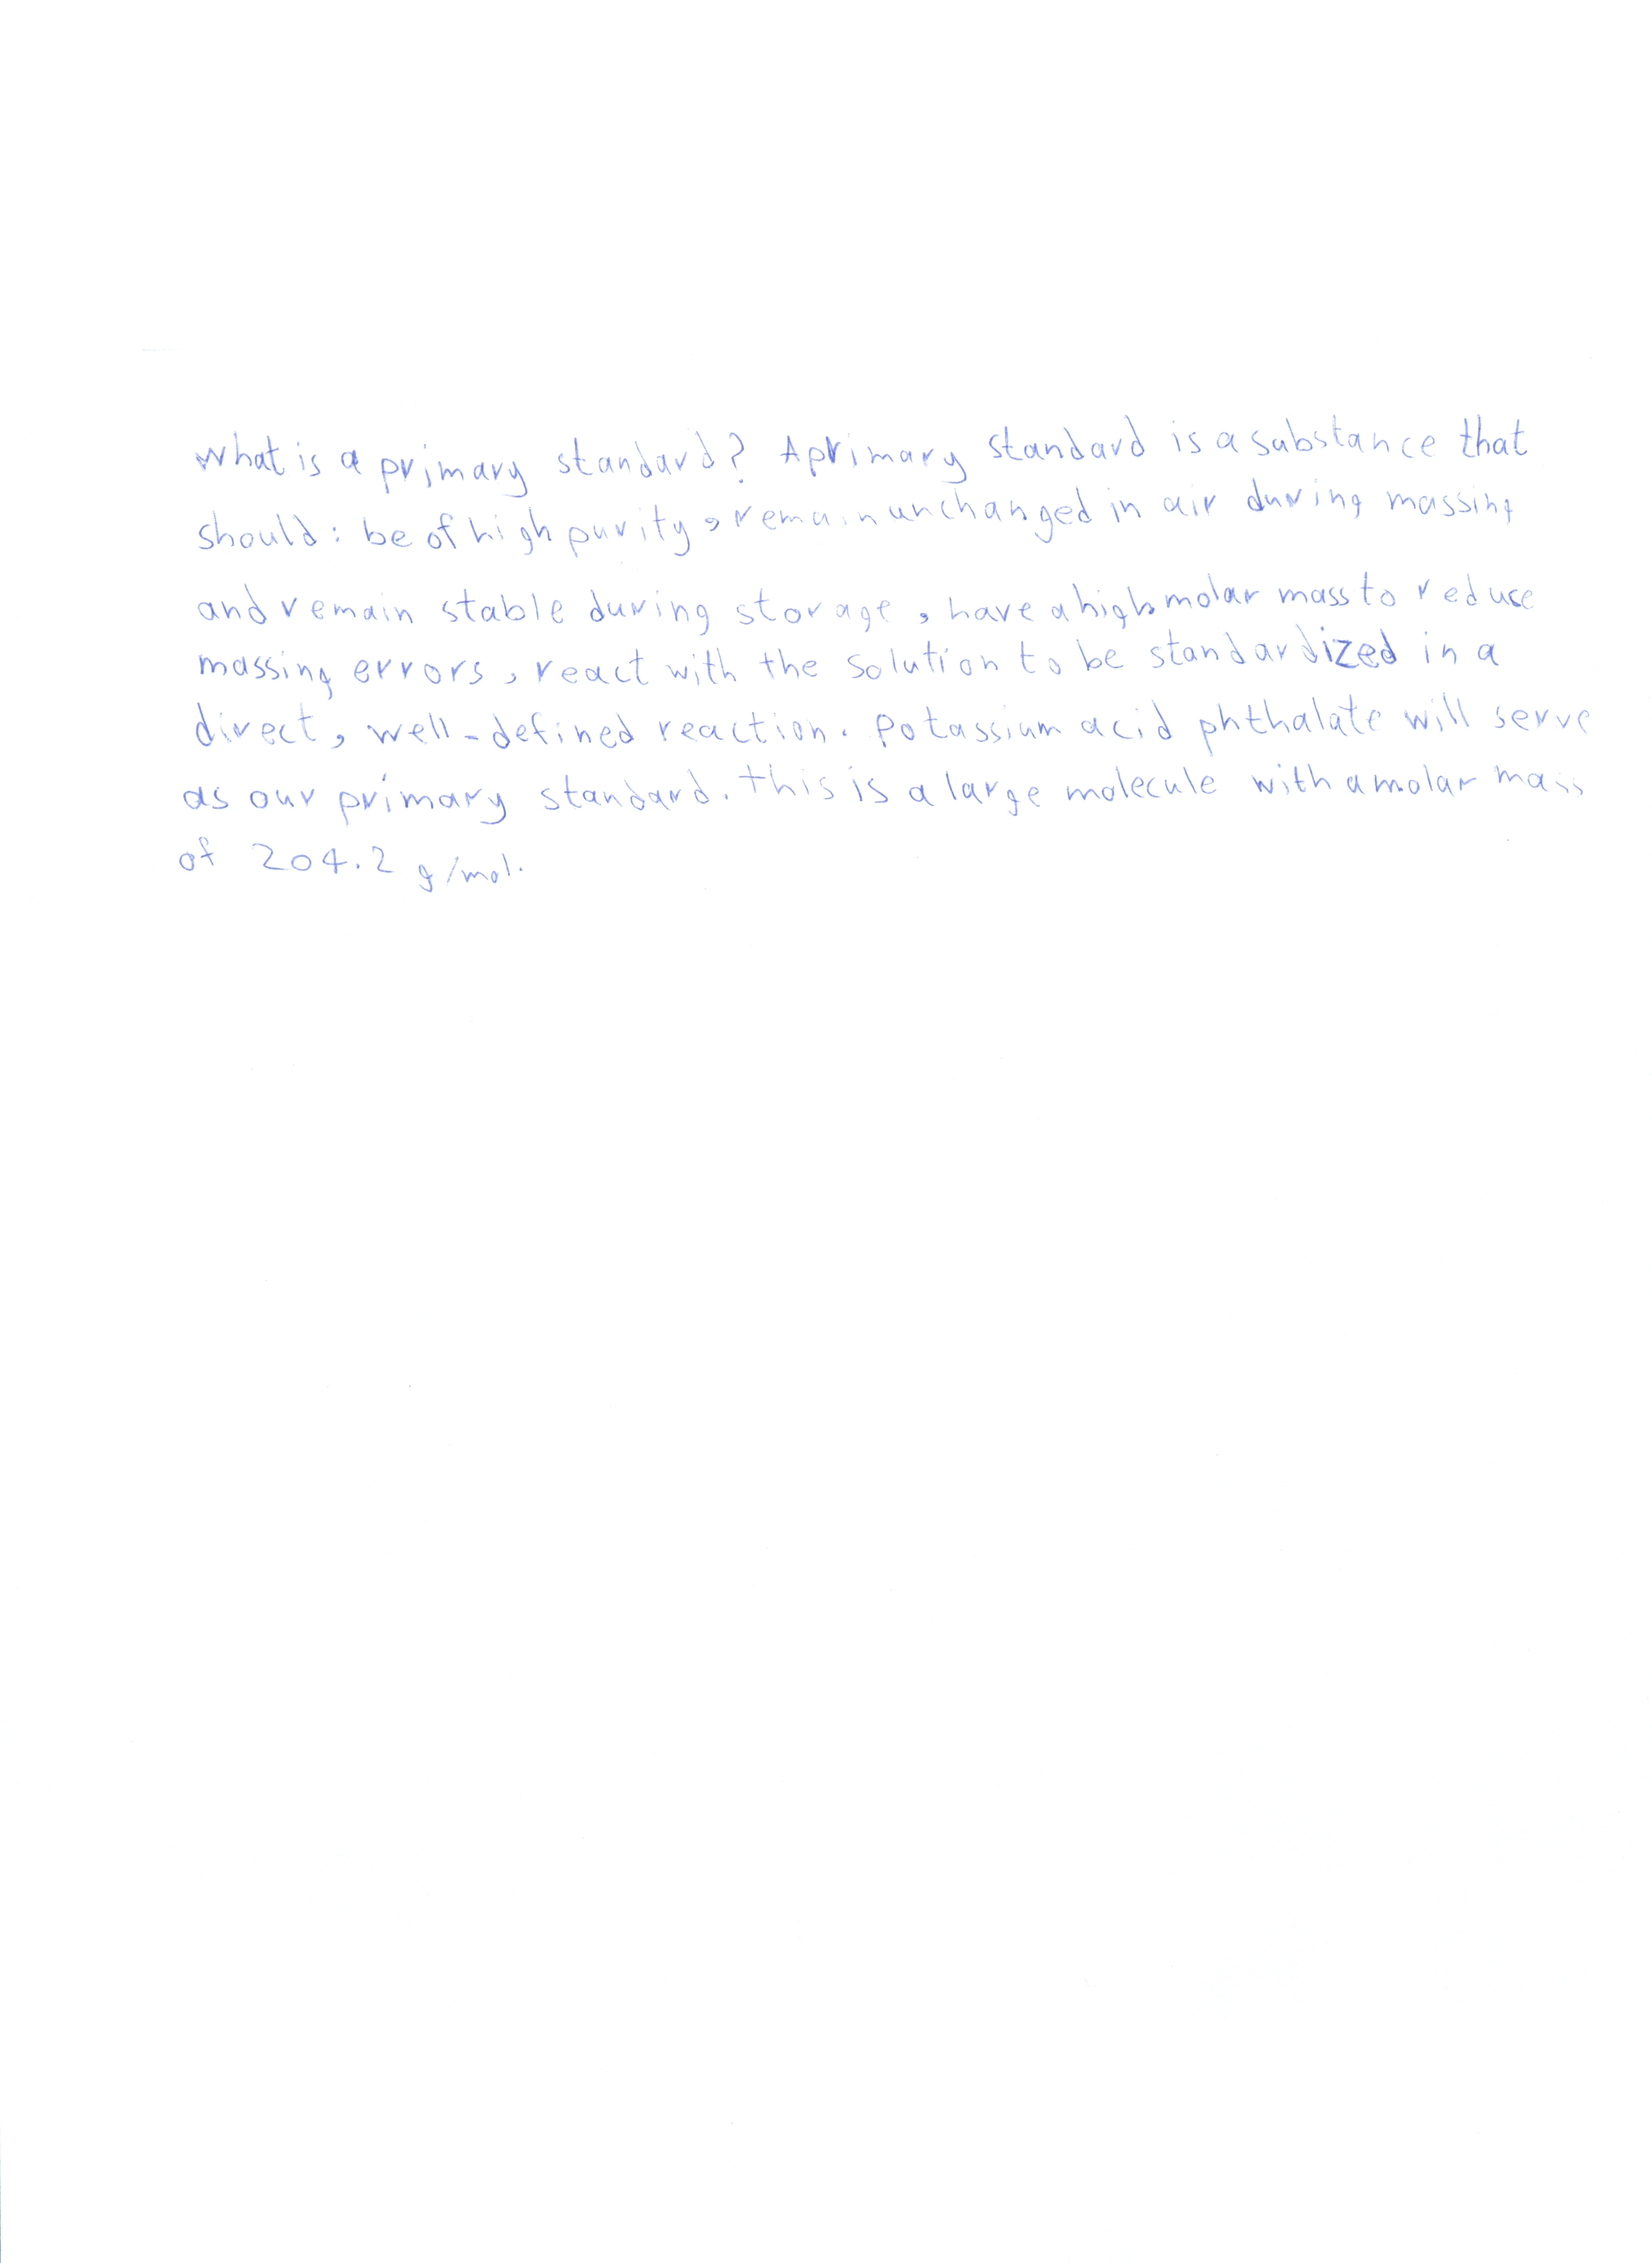 What is a primary standard? A primary standard is a substance that
should: be of high purity, remain unchanged in air during massing
and remain stable during storage, have a high molar mass to reduce
massing errors, react with the solution to be standardized in a
direct, well-defined reaction. Potassium acid phthalate will serve
as our primary standard. This is a large molecule with a molar mass
of 204.2 g/mol.